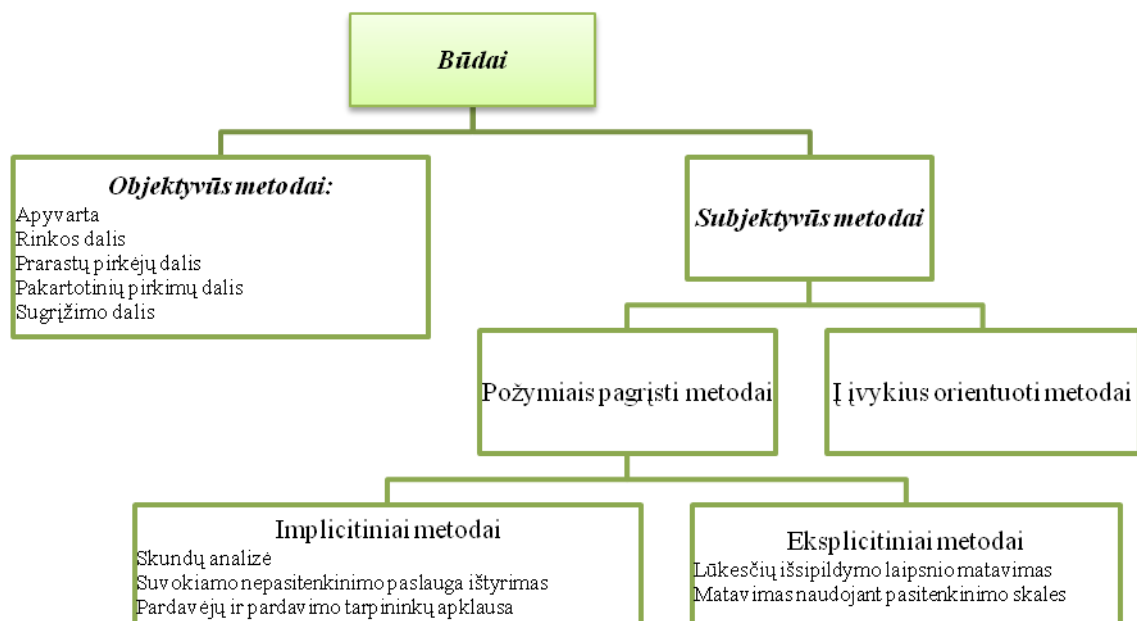 Būdai
Objektyvūs metodai:
Apyvarta
Rinkos dalis
Prarastų pirkėjų dalis
Pakartotinių pirkimų dalis
Sugrįžimo dalis
Subjektyvūs metodai
Požymiais pagrįsti metodai
Į įvykius orientuoti metodai
Implicitiniai metodai
Skundų analizė
Suvokiamo nepasitenkinimo paslauga ištyrimas
Pardavėjų ir pardavimo tarpininkų apklausa
Eksplicitiniai metodai
Lūkesčių išsipildymo laipsnio matavimas
Matavimas naudojant pasitenkinimo skales